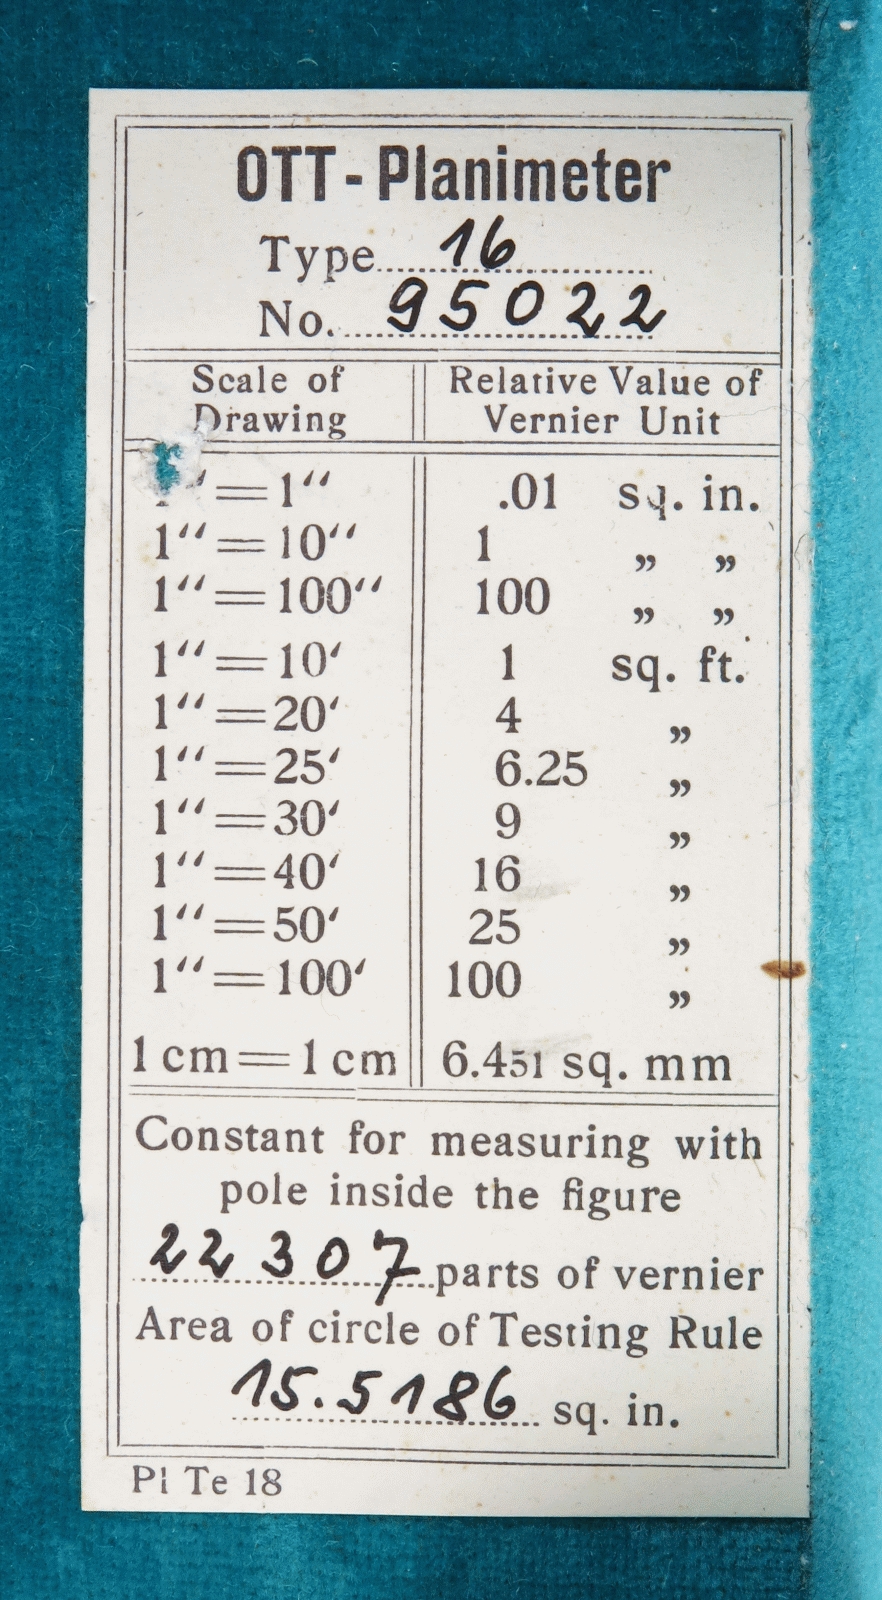 OTT-Planimeter
Type 16
No. 95022
Scale of Drawing
Relative Value of Vernier Unit
″=1″ .01 sq. in.
1″=10″ 1 „ „
1″=100″ 100 „ „
1″=10′ 1 sq. ft.
1″=20′ 4 „
1″=25′ 6.25 „
1″=30′ 9 „
1″=40′ 16 „
1″=50′ 25 „
1″=100′ 100 „
1 cm=1 cm 6.451 sq. mm
Constant for measuring with
pole inside the figure
22307 parts of vernier
Area of circle of Testing Rule
15.5186 sq. in.
Pl Te 18